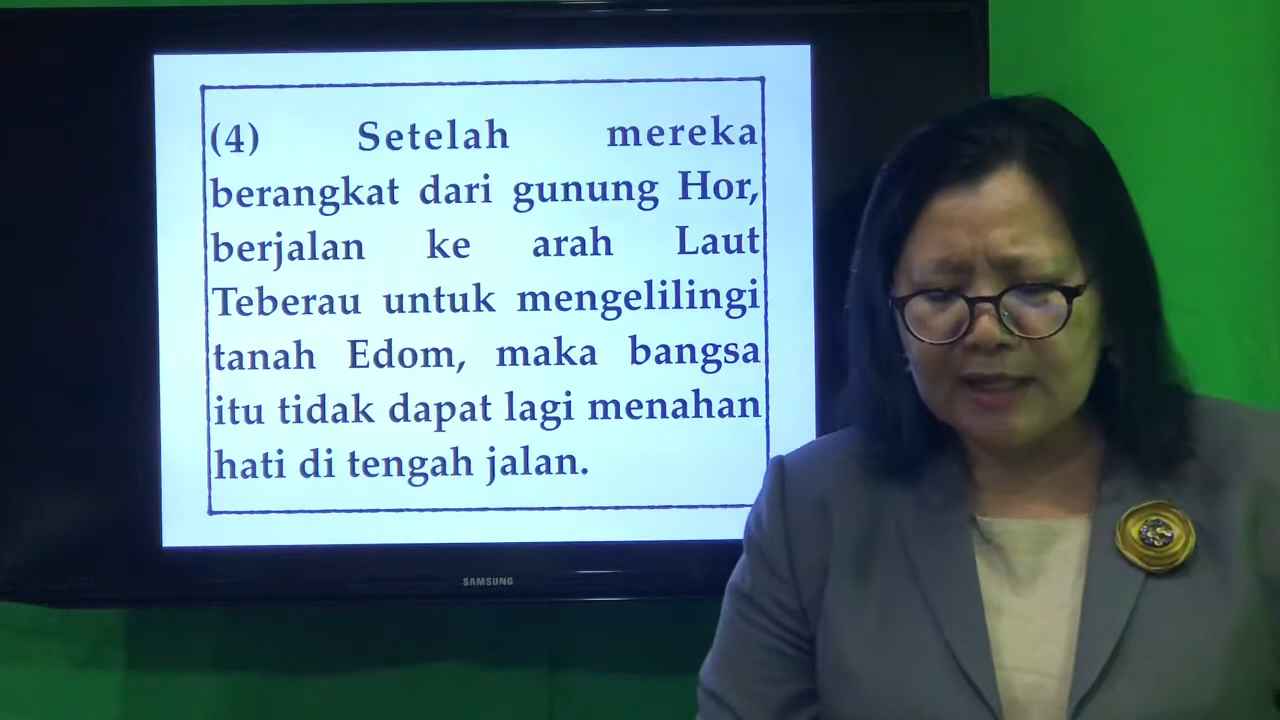 (4) Setelah mereka
berangkat dari gunung Hor,
berjalan ke arah Laut
Teberau untuk mengelilingi
tanah Edom, maka bangsa
itu tidak dapat lagi menahan
hati di tengah jalan.
SAMSUNG